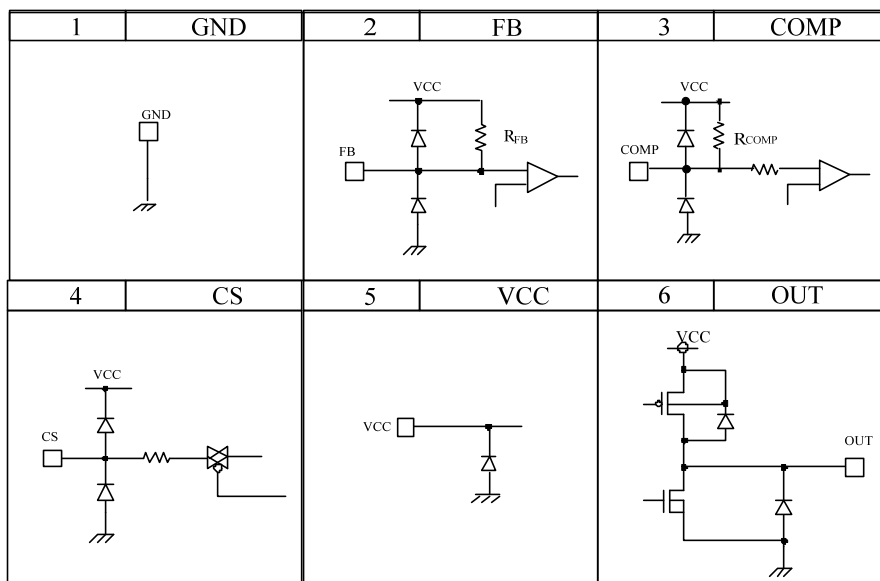 1 GND 2 FB 3 COMP
GND
VCC
FB
RFB
VCC
COMP
RCOMP
4 CS 5 VCC 6 OUT
VCC
CS
VCC
VCC
OUT